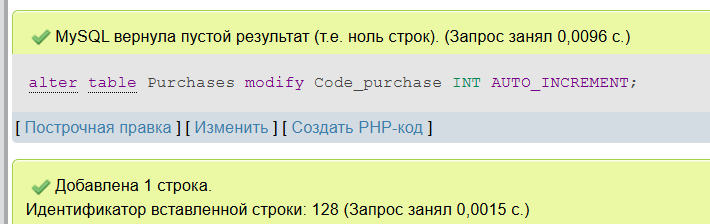 MySQL вернула пустой результат (т.е. ноль строк). (Запрос занял 0,0096 с.)
alter table Purchases modify Code_purchase INT AUTO_INCREMENT;
[ Построчная правка ] [ Изменить ] [ Создать PHP-код ]
Добавлена 1 строка.
Идентификатор вставленной строки: 128 (Запрос занял 0,0015 с.)